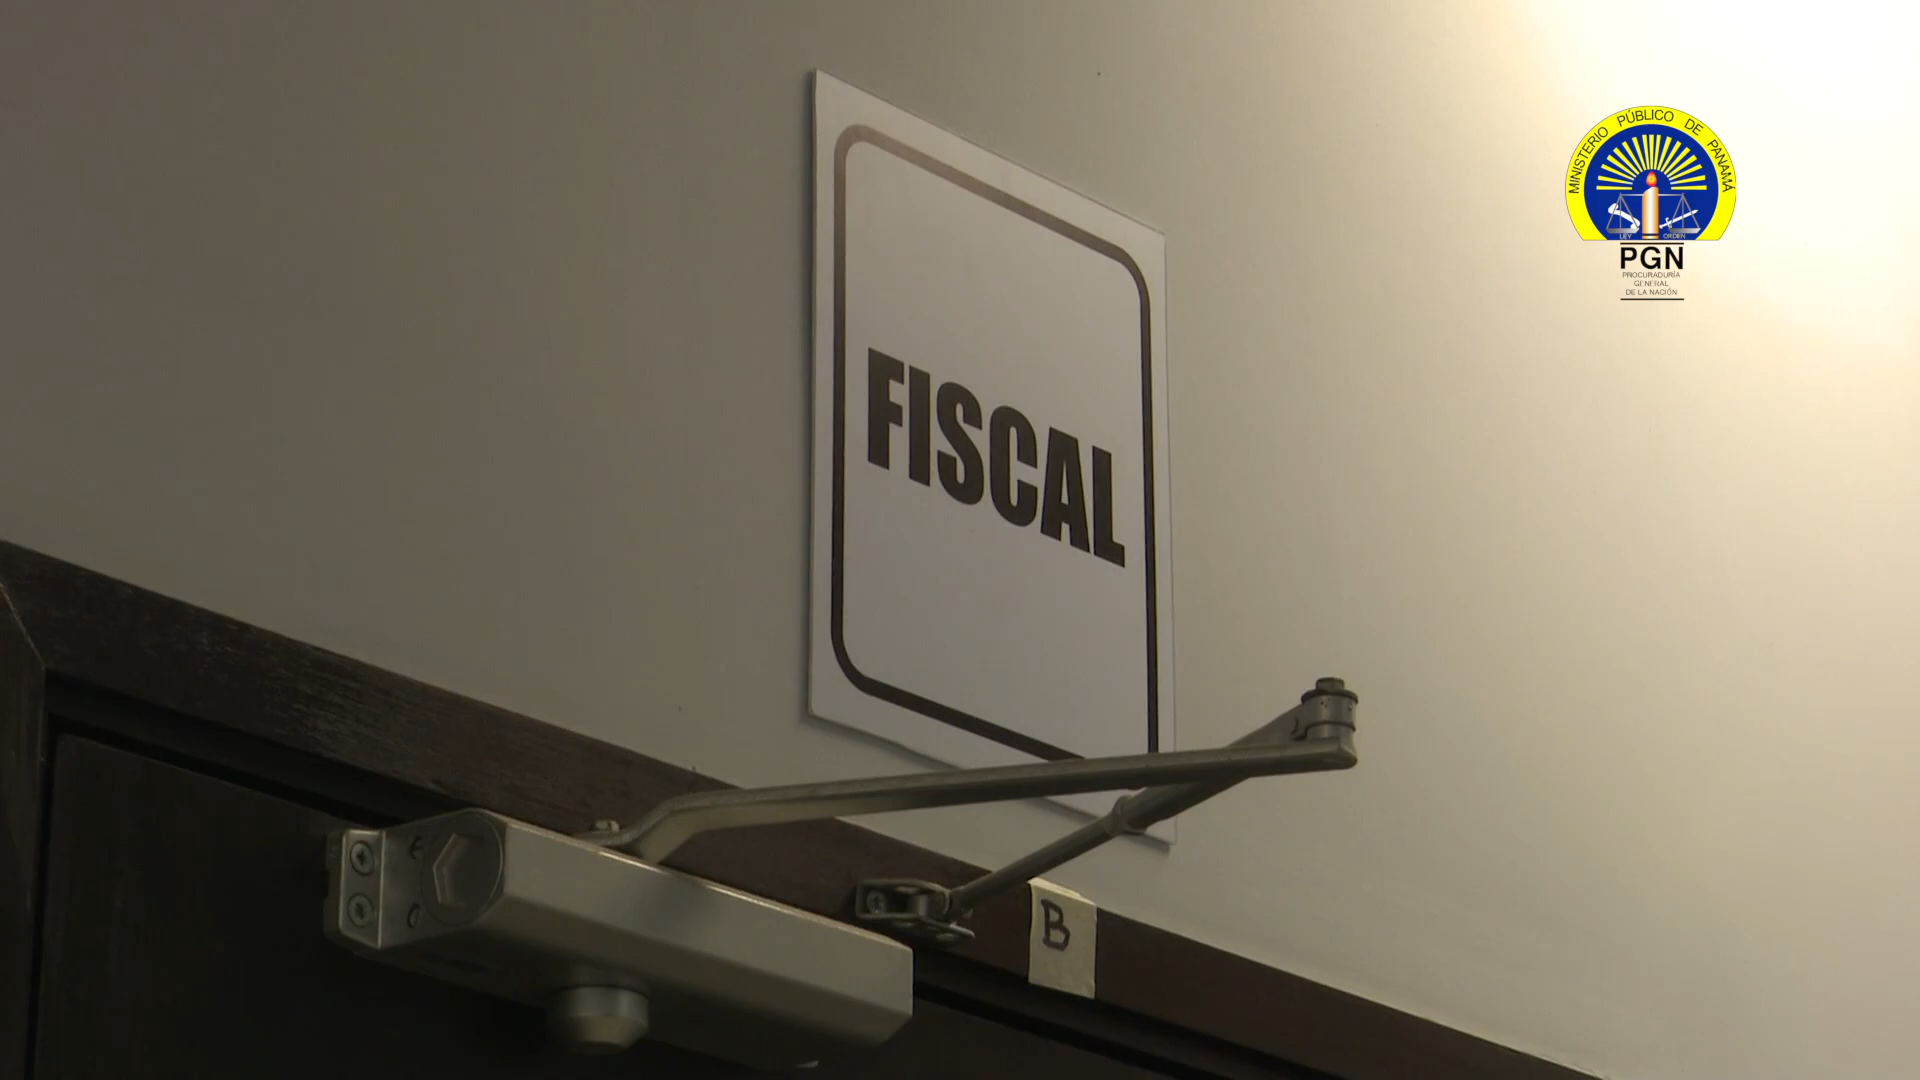 MINISTERIO PÚBLICO DE PANAMÁ
LEY ORDEN
PGN
PROCURADURÍA
GENERAL
DE LA NACIÓN
FISCAL
B